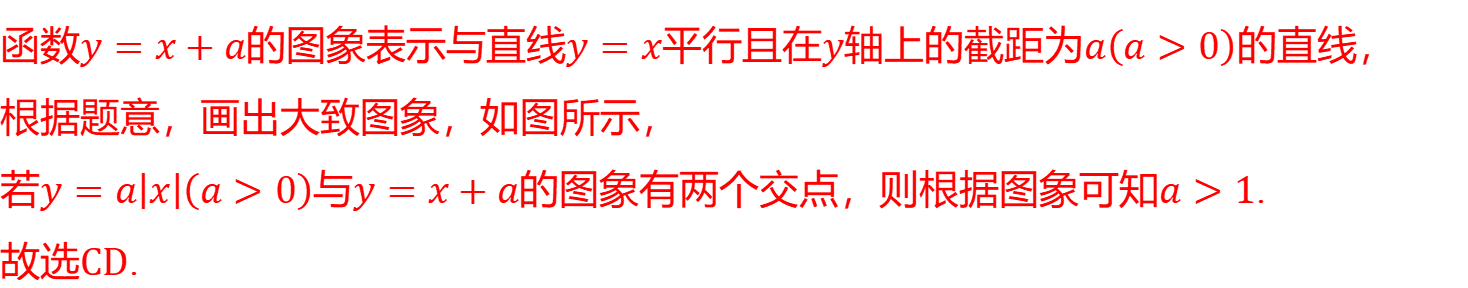 函数y = x + a的图象表示与直线y = x平行且在y轴上的截距为a(a > 0)的直线，
根据题意，画出大致图象，如图所示，
若y = a|x|(a > 0)与y = x + a的图象有两个交点，则根据图象可知a > 1.
故选CD.